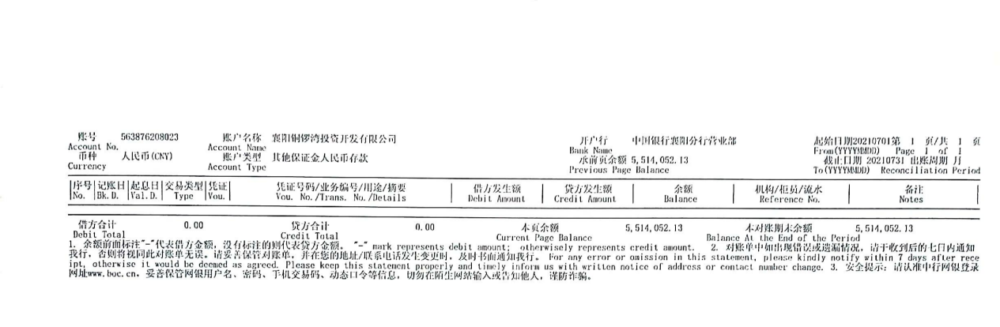 账号 563876208023 账户名称 襄阳铜锣湾投资开发有限公司 开户行 中国银行襄阳分行营业部 起始日期20210701第 1 页/共 1 页
Account No. Account Name Bank Name From(YYYYMMDD) Page 1 of 1
币种 人民币(CNY) 账户类型 其他保证金人民币存款 承前页余额 5,514,052.13 截止日期 20210731 出账周期 月
Currency Account Type Previous Page Balance To(YYYYMMDD) Reconciliation Period
序号 记账日 起息日 交易类型 凭证 凭证号码/业务编号/用途/摘要 借方发生额 贷方发生额 余额 机构/柜员/流水 备注
No. Bk.D. Val.D. Type Vou. Vou. No./Trans. No./Details Debit Amount Credit Amount Balance Reference No. Notes
借方合计 0.00 贷方合计 0.00 本页余额 5,514,052.13 本对账期末余额 5,514,052.13
Debit Total Credit Total Current Page Balance Balance At the End of the Period
1. 余额前面标注"-"代表借方金额，没有标注的则代表贷方金额。 "-" mark represents debit amount; otherwisely represents credit amount. 2. 对账单中如出现错误或遗漏情况，请于收到后的七日内通知
我行，否则将视同此对账单无误。请妥善保管对账单，并在您的地址/联系电话发生变更时，及时书面通知我行。 For any error or omission in this statement, please kindly notify within 7 days after rece
ipt, otherwise it would be deemed as agreed. Please keep this statement properly and timely inform us with written notice of address or contact number change. 3. 安全提示：请认准中行网银登录
网址www.boc.cn，妥善保管网银用户名、密码、手机交易码、动态口令等信息，切勿在陌生网站输入或告知他人，谨防诈骗。